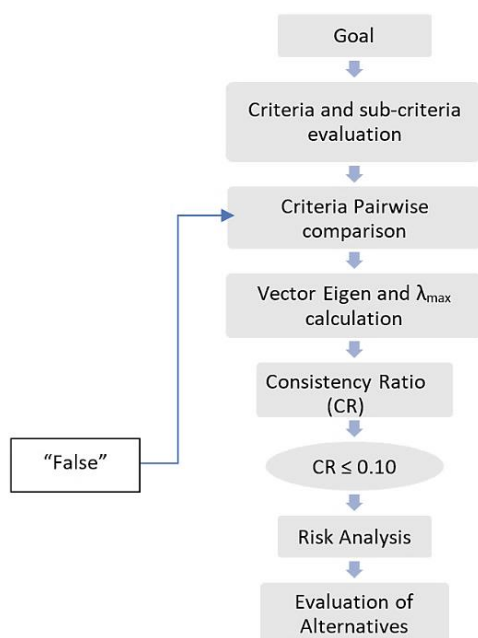 Goal
Criteria and sub-criteria
evaluation
Criteria Pairwise
comparison
Vector Eigen and λmax
calculation
Consistency Ratio
(CR)
“False”
CR ≤ 0.10
Risk Analysis
Evaluation of
Alternatives